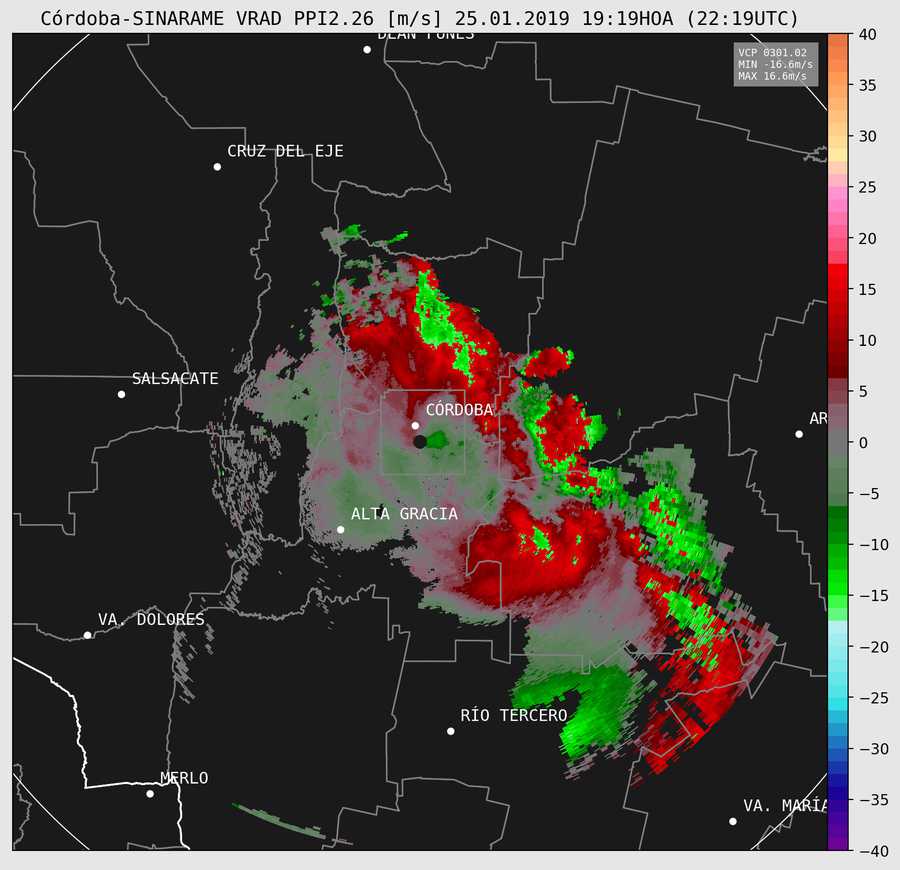 Córdoba-SINARAME VRAD PPI2.26 [m/s] 25.01.2019 19:19HOA (22:19UTC)
DEAN FUNES
VCP 0301.02
MIN -16.6m/s
MAX 16.6m/s
CRUZ DEL EJE
SALSACATE
CÓRDOBA
AR
ALTA GRACIA
VA. DOLORES
RÍO TERCERO
MERLO
VA. MARÍA
40
35
30
25
20
15
10
5
0
−5
−10
−15
−20
−25
−30
−35
−40